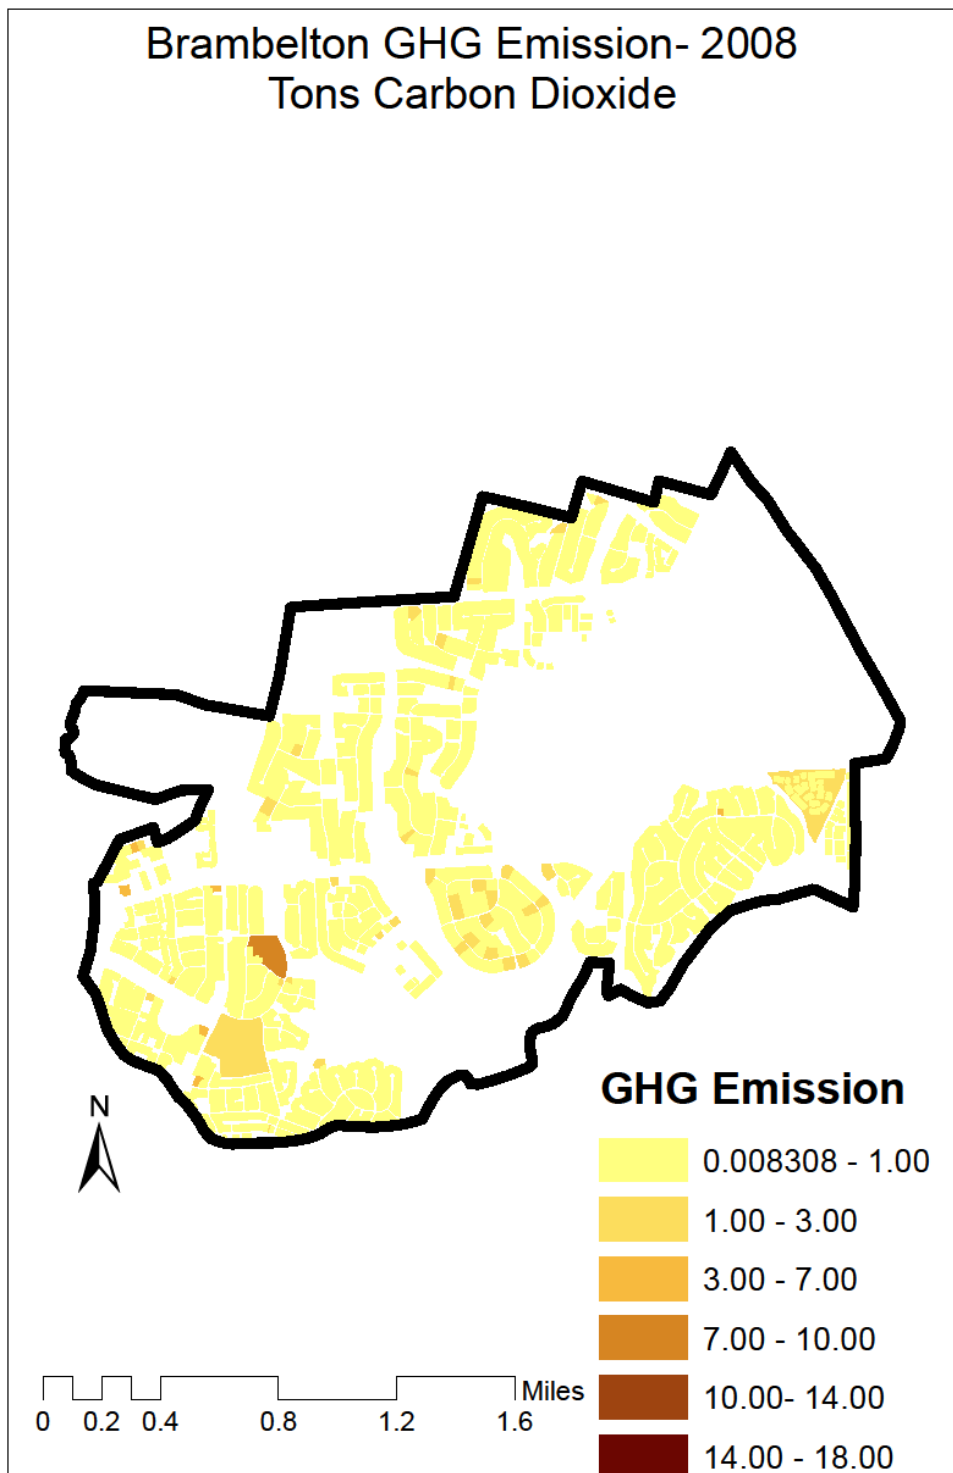 Brambelton GHG Emission- 2008
Tons Carbon Dioxide
N
GHG Emission
0.008308 - 1.00
1.00 - 3.00
3.00 - 7.00
7.00 - 10.00
10.00- 14.00
14.00 - 18.00
Miles
0 0.2 0.4 0.8 1.2 1.6